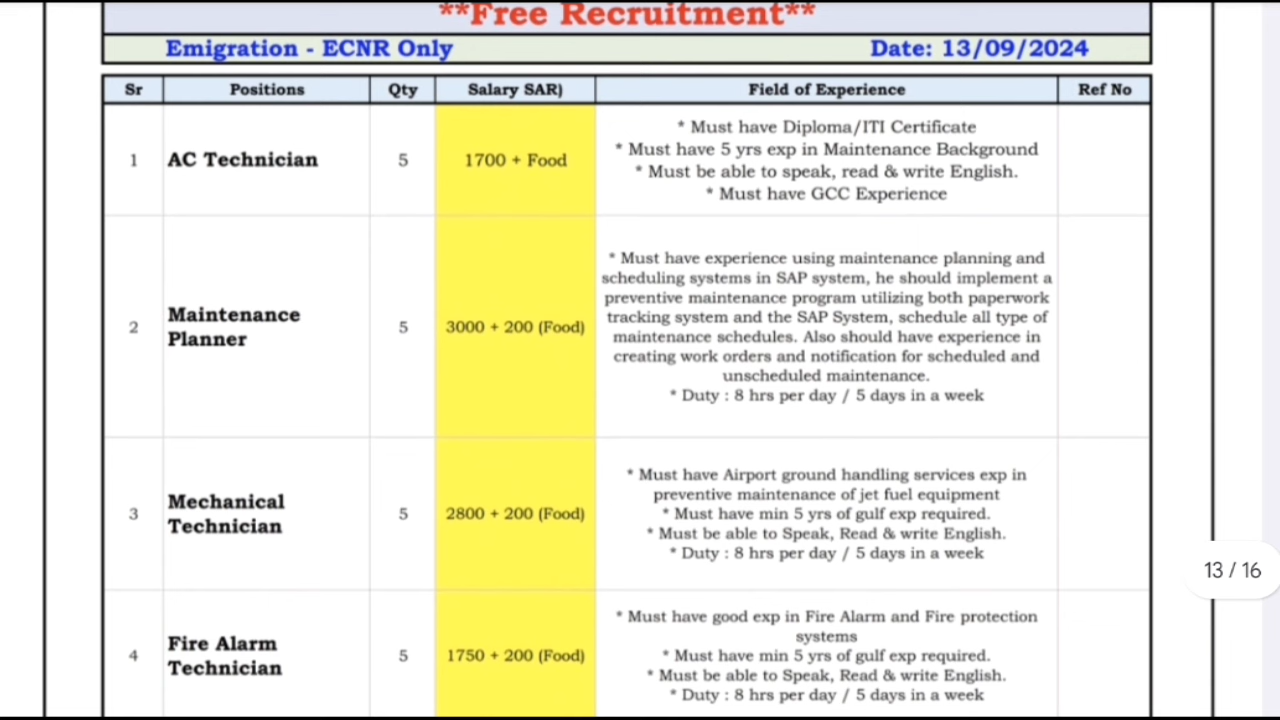 **Free Recruitment**
Emigration - ECNR Only Date: 13/09/2024
Sr Positions Qty Salary SAR) Field of Experience Ref No
1 AC Technician 5 1700 + Food
* Must have Diploma/ITI Certificate
* Must have 5 yrs exp in Maintenance Background
* Must be able to speak, read & write English.
* Must have GCC Experience
2 Maintenance
Planner
5 3000 + 200 (Food)
* Must have experience using maintenance planning and
scheduling systems in SAP system, he should implement a
preventive maintenance program utilizing both paperwork
tracking system and the SAP System, schedule all type of
maintenance schedules. Also should have experience in
creating work orders and notification for scheduled and
unscheduled maintenance.
* Duty : 8 hrs per day / 5 days in a week
3 Mechanical
Technician
5 2800 + 200 (Food)
* Must have Airport ground handling services exp in
preventive maintenance of jet fuel equipment
* Must have min 5 yrs of gulf exp required.
* Must be able to Speak, Read & write English.
* Duty : 8 hrs per day / 5 days in a week
13 / 16
4 Fire Alarm
Technician
5 1750 + 200 (Food)
* Must have good exp in Fire Alarm and Fire protection
systems
* Must have min 5 yrs of gulf exp required.
* Must be able to Speak, Read & write English.
* Duty : 8 hrs per day / 5 days in a week